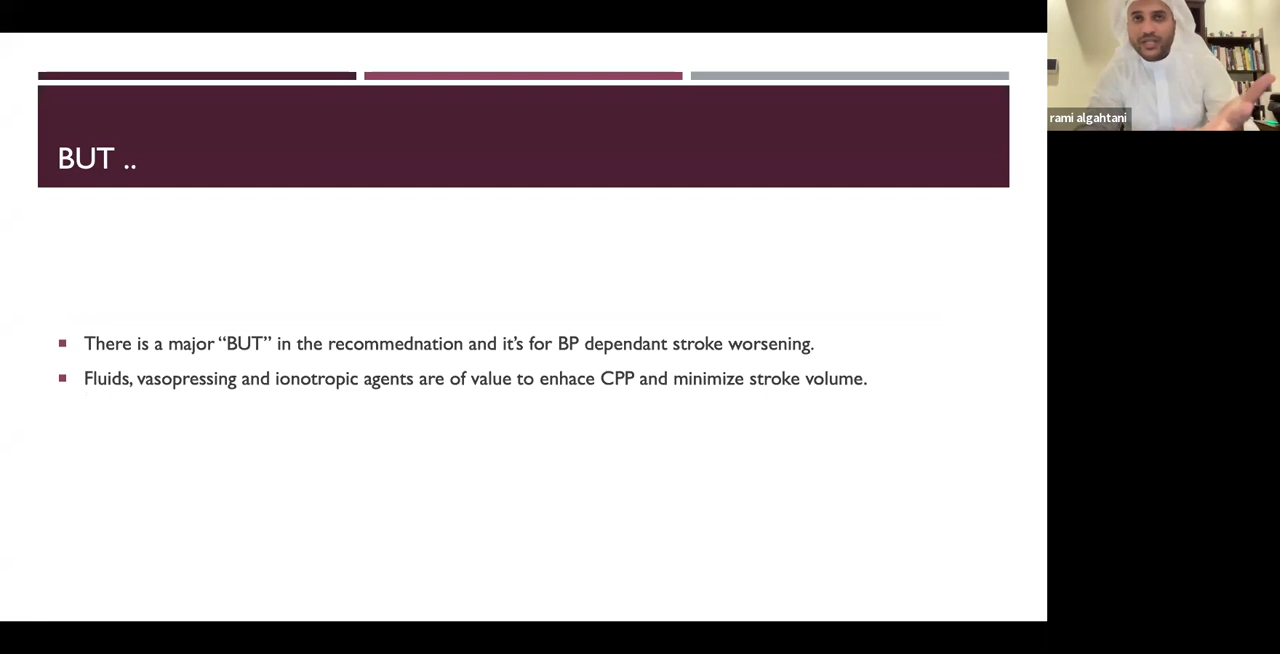 BUT ..
There is a major “BUT” in the recommednation and it’s for BP dependant stroke worsening.
Fluids, vasopressing and ionotropic agents are of value to enhace CPP and minimize stroke volume.
rami algahtani